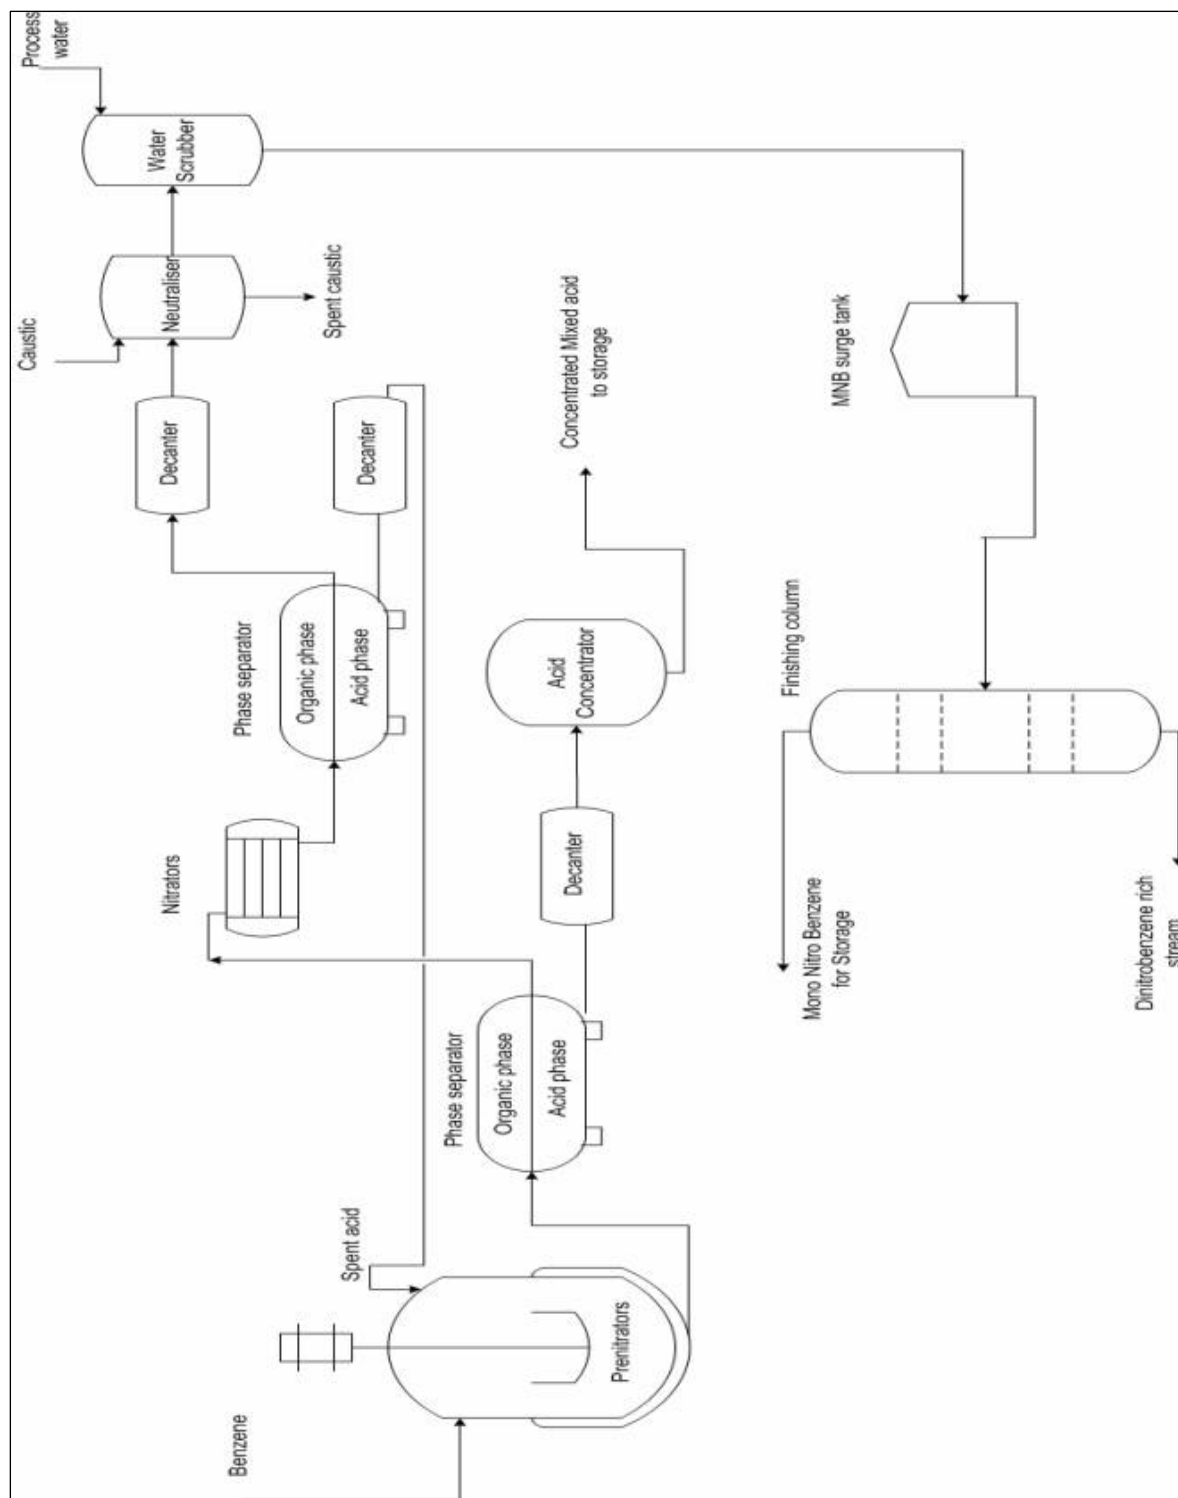 Benzene
Spent acid
Prenitrators
Phase separator
Organic phase
Acid phase
Nitrators
Phase separator
Organic phase
Acid phase
Decanter
Decanter
Caustic
Neutraliser
Spent caustic
Process
water
Water
Scrubber
Decanter
Acid
Concentrator
Concentrated Mixed acid
to storage
MNB surge tank
Finishing column
Mono Nitro Benzene
for Storage
Dinitrobenzene rich
stream